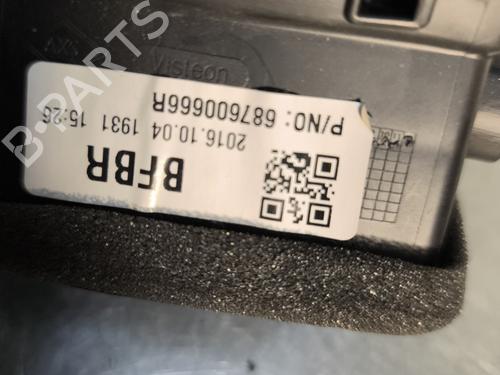 P/NO: 687600666R
2016.10.04 1931 15:26
BFBR
Visteon
B-PARTS